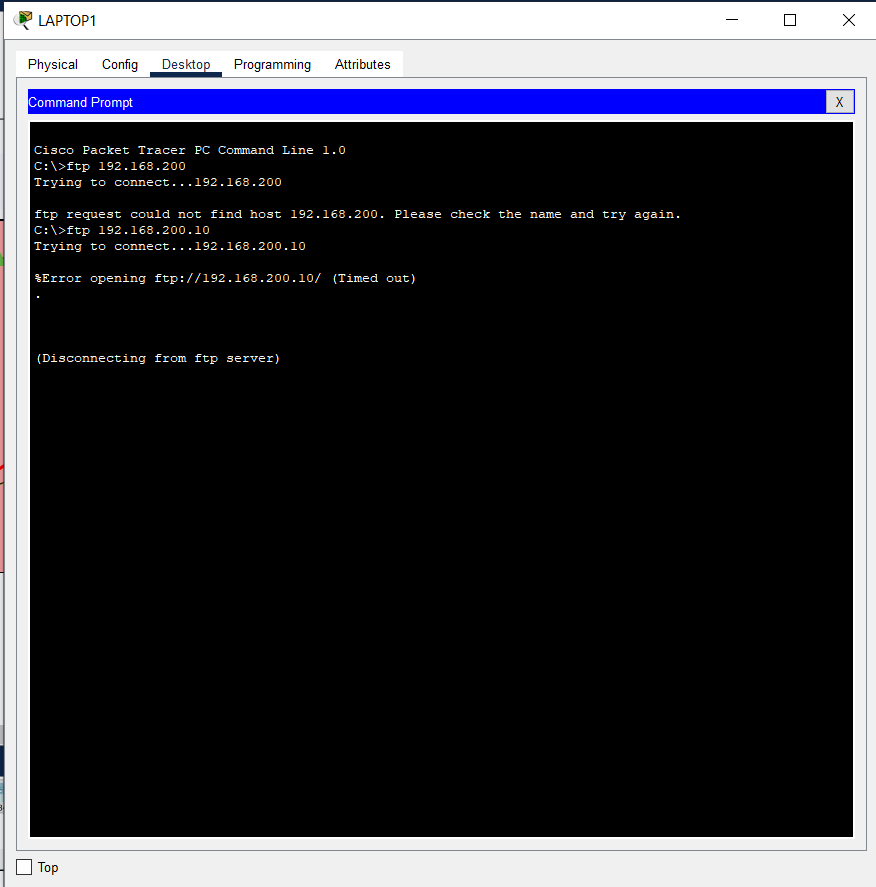 LAPTOP1
Physical Config Desktop Programming Attributes
Command Prompt X
Cisco Packet Tracer PC Command Line 1.0
C:\>ftp 192.168.200
Trying to connect...192.168.200
ftp request could not find host 192.168.200. Please check the name and try again.
C:\>ftp 192.168.200.10
Trying to connect...192.168.200.10
%Error opening ftp://192.168.200.10/ (Timed out)
.
(Disconnecting from ftp server)
Top